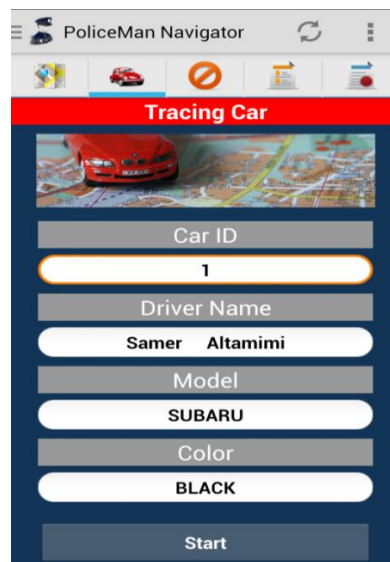 PoliceMan Navigator
Tracing Car
Car ID
1
Driver Name
Samer Altamimi
Model
SUBARU
Color
BLACK
Start